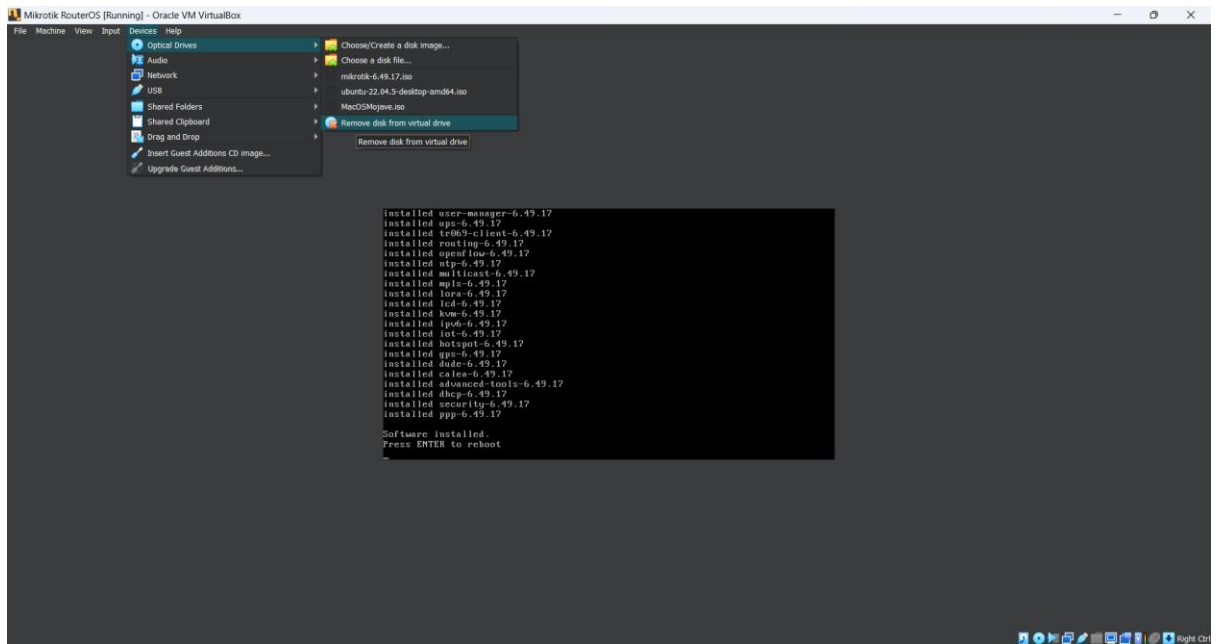 Mikrotik RouterOS [Running] - Oracle VM VirtualBox
File Machine View Input Devices Help
Optical Drives
Audio
Network
USB
Shared Folders
Shared Clipboard
Drag and Drop
Insert Guest Additions CD image...
Upgrade Guest Additions...
Choose/Create a disk image...
Choose a disk file...
mikrotik-6.49.17.iso
ubuntu-22.04.5-desktop-amd64.iso
MacOSMojave.iso
Remove disk from virtual drive
Remove disk from virtual drive
installed user-manager-6.49.17
installed ups-6.49.17
installed tr069-client-6.49.17
installed routing-6.49.17
installed openflow-6.49.17
installed ntp-6.49.17
installed multicast-6.49.17
installed mpls-6.49.17
installed lora-6.49.17
installed lcd-6.49.17
installed kvm-6.49.17
installed ipv6-6.49.17
installed iot-6.49.17
installed hotspot-6.49.17
installed gps-6.49.17
installed dude-6.49.17
installed calea-6.49.17
installed advanced-tools-6.49.17
installed dhcp-6.49.17
installed security-6.49.17
installed ppp-6.49.17
Software installed.
Press ENTER to reboot
Right Ctrl